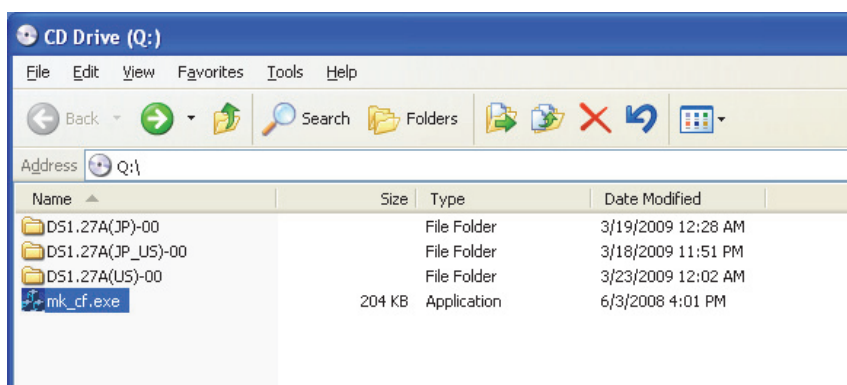 CD Drive (Q:)
File Edit View Favorites Tools Help
Back Search Folders
Address Q:\
Name Size Type Date Modified
DS1.27A(JP)-00 File Folder 3/19/2009 12:28 AM
DS1.27A(JP_US)-00 File Folder 3/18/2009 11:51 PM
DS1.27A(US)-00 File Folder 3/23/2009 12:02 AM
mk_cf.exe 204 KB Application 6/3/2008 4:01 PM